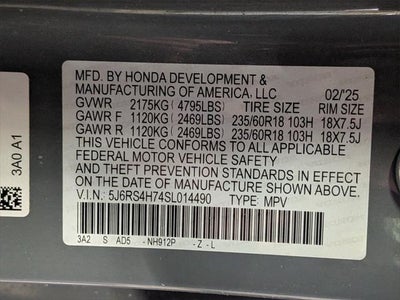 MFD. BY HONDA DEVELOPMENT &
MANUFACTURING OF AMERICA, LLC 02/'25
GVWR 2175KG ( 4795LBS) TIRE SIZE RIM SIZE
GAWR F 1120KG ( 2469LBS) 235/60R18 103H 18X7.5J
GAWR R 1120KG ( 2469LBS) 235/60R18 103H 18X7.5J
THIS VEHICLE CONFORMS TO ALL APPLICABLE
FEDERAL MOTOR VEHICLE SAFETY
STANDARDS IN EFFECT ON THE DATE OF
MANUFACTURE SHOWN ABOVE.
V.I.N.: 5J6RS4H74SL014490 TYPE: MPV
3A2 S AD5 - NH912P - Z - L
3A0 A1